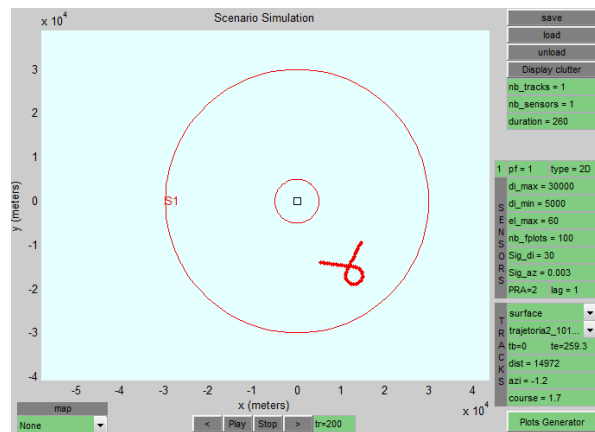 Scenario Simulation
x 10^4
y (meters)
3
2
1
0
-1
-2
-3
-4
S1
-5 -4 -3 -2 -1 0 1 2 3 4
x (meters)
x 10^4
map
None
< Play Stop > tr=200
save
load
unload
Display clutter
nb_tracks = 1
nb_sensors = 1
duration = 260
1 pf = 1 type = 2D
SENSORS
di_max = 30000
di_min = 5000
el_max = 60
nb_fplots = 100
Sig_di = 30
Sig_az = 0.003
PRA=2 lag = 1
TRACKS
surface
trajetoria2_101...
tb=0 te=259.3
dist = 14972
azi = -1.2
course = 1.7
Plots Generator